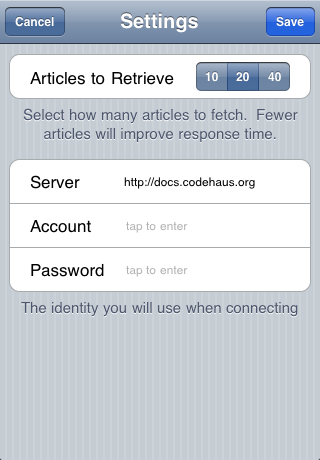 Cancel Settings Save
Articles to Retrieve 10 20 40
Select how many articles to fetch.  Fewer
articles will improve response time.
Server http://docs.codehaus.org
Account tap to enter
Password tap to enter
The identity you will use when connecting